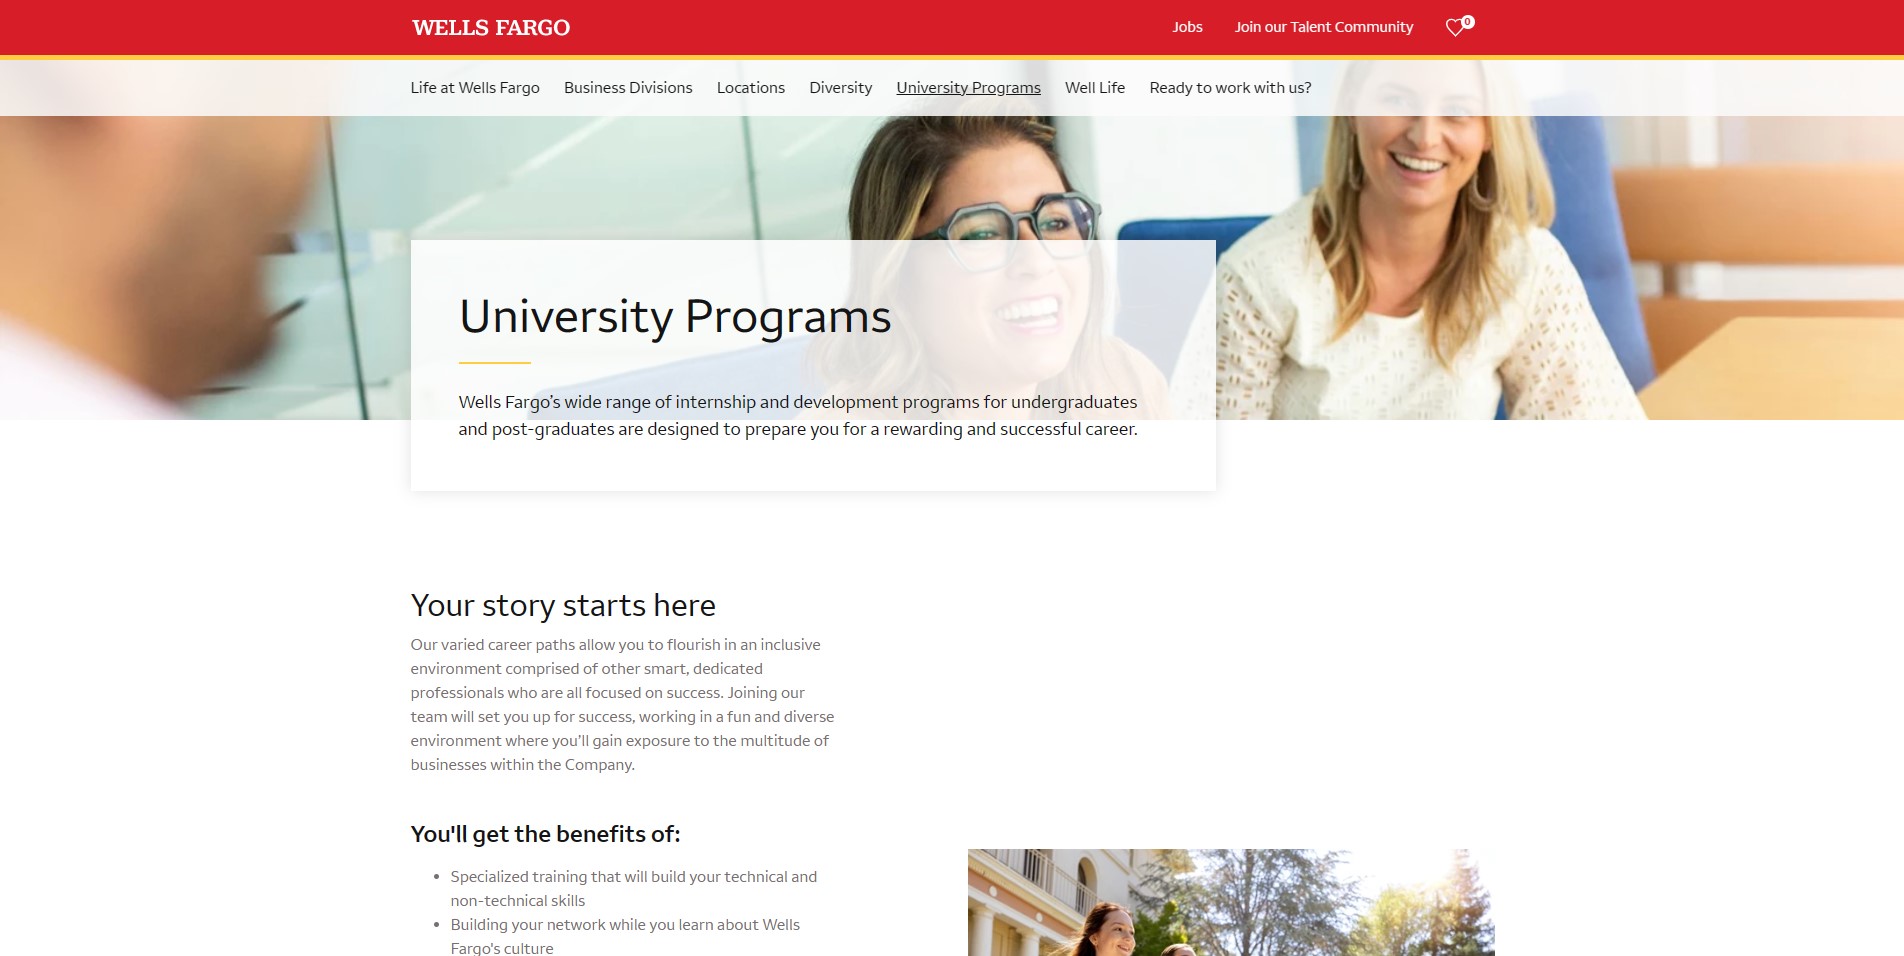 WELLS FARGO
Jobs
Join our Talent Community
0
Life at Wells Fargo
Business Divisions
Locations
Diversity
University Programs
Well Life
Ready to work with us?
University Programs
Wells Fargo’s wide range of internship and development programs for undergraduates
and post-graduates are designed to prepare you for a rewarding and successful career.
Your story starts here
Our varied career paths allow you to flourish in an inclusive
environment comprised of other smart, dedicated
professionals who are all focused on success. Joining our
team will set you up for success, working in a fun and diverse
environment where you’ll gain exposure to the multitude of
businesses within the Company.
You'll get the benefits of:
• Specialized training that will build your technical and
non-technical skills
• Building your network while you learn about Wells
Fargo's culture